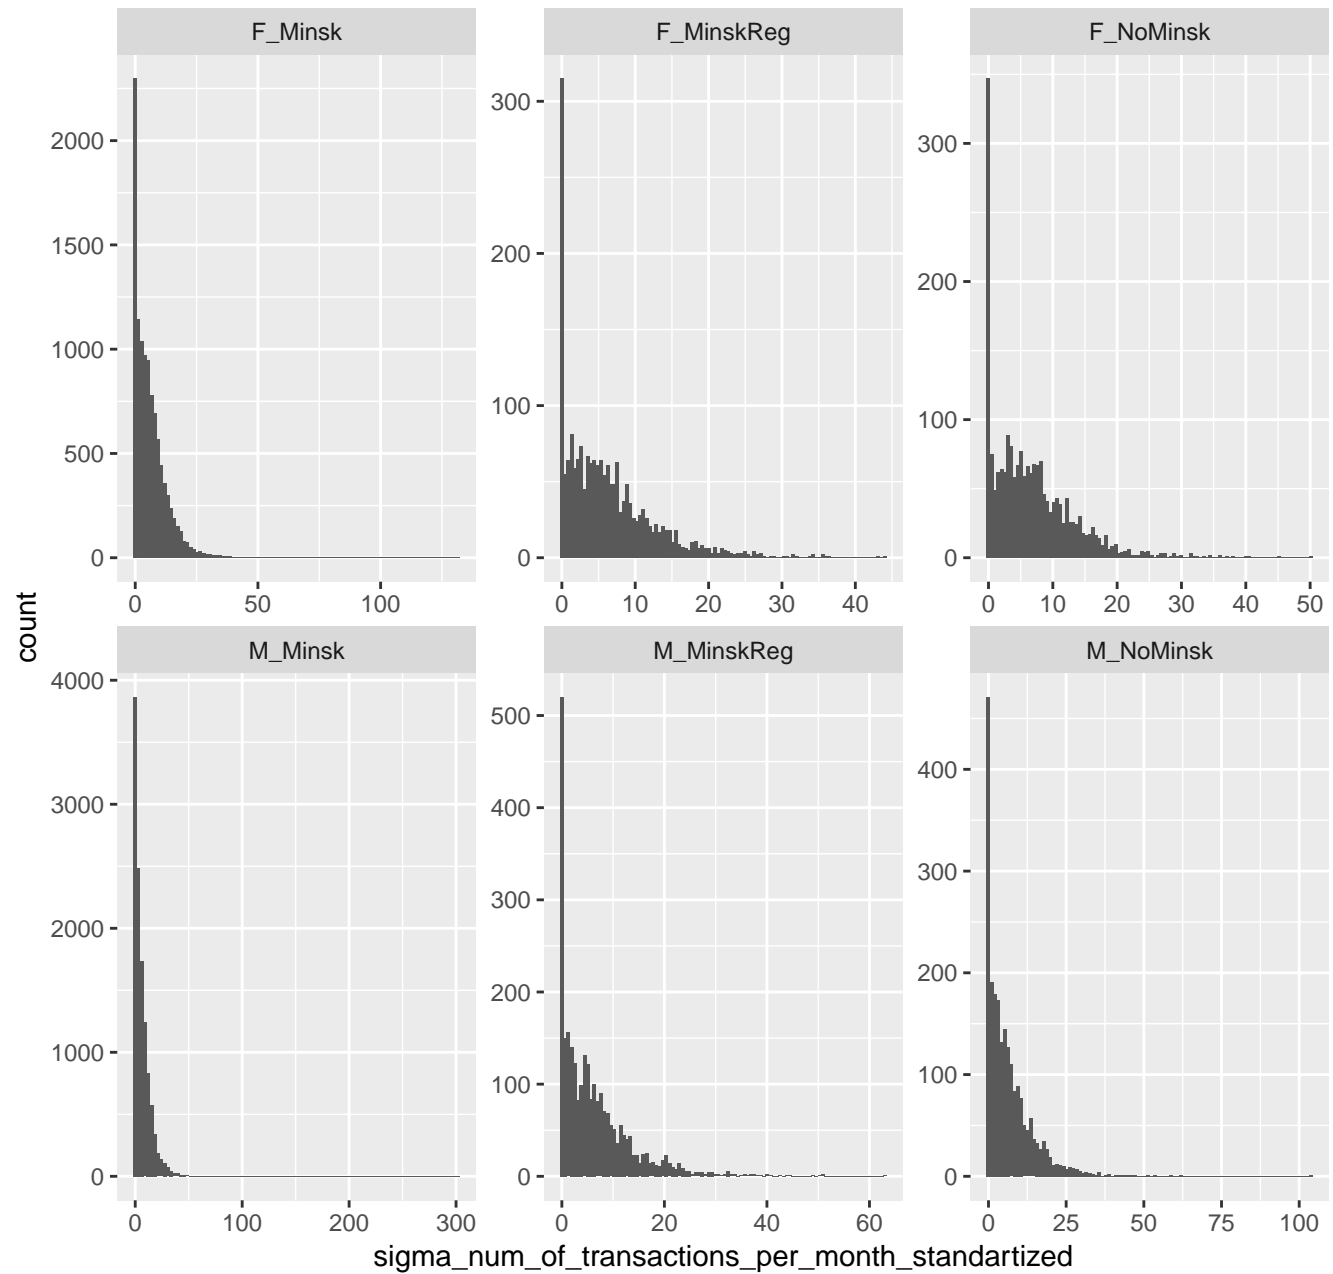 F_Minsk
F_MinskReg
F_NoMinsk
2000
1500
1000
500
0
300
200
100
0
300
200
100
0
0 50 100
0 10 20 30 40
0 10 20 30 40 50
count
M_Minsk
M_MinskReg
M_NoMinsk
4000
3000
2000
1000
0
500
400
300
200
100
0
400
300
200
100
0
0 100 200 300
0 20 40 60
0 25 50 75 100
sigma_num_of_transactions_per_month_standartized